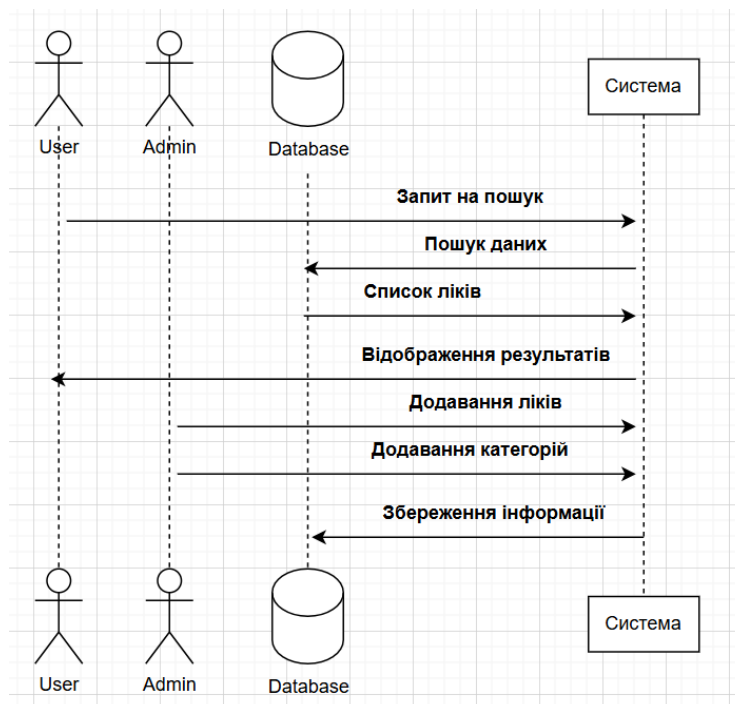 Система
User
Admin
Database
Запит на пошук
Пошук даних
Список ліків
Відображення результатів
Додавання ліків
Додавання категорій
Збереження інформації
Система
User
Admin
Database